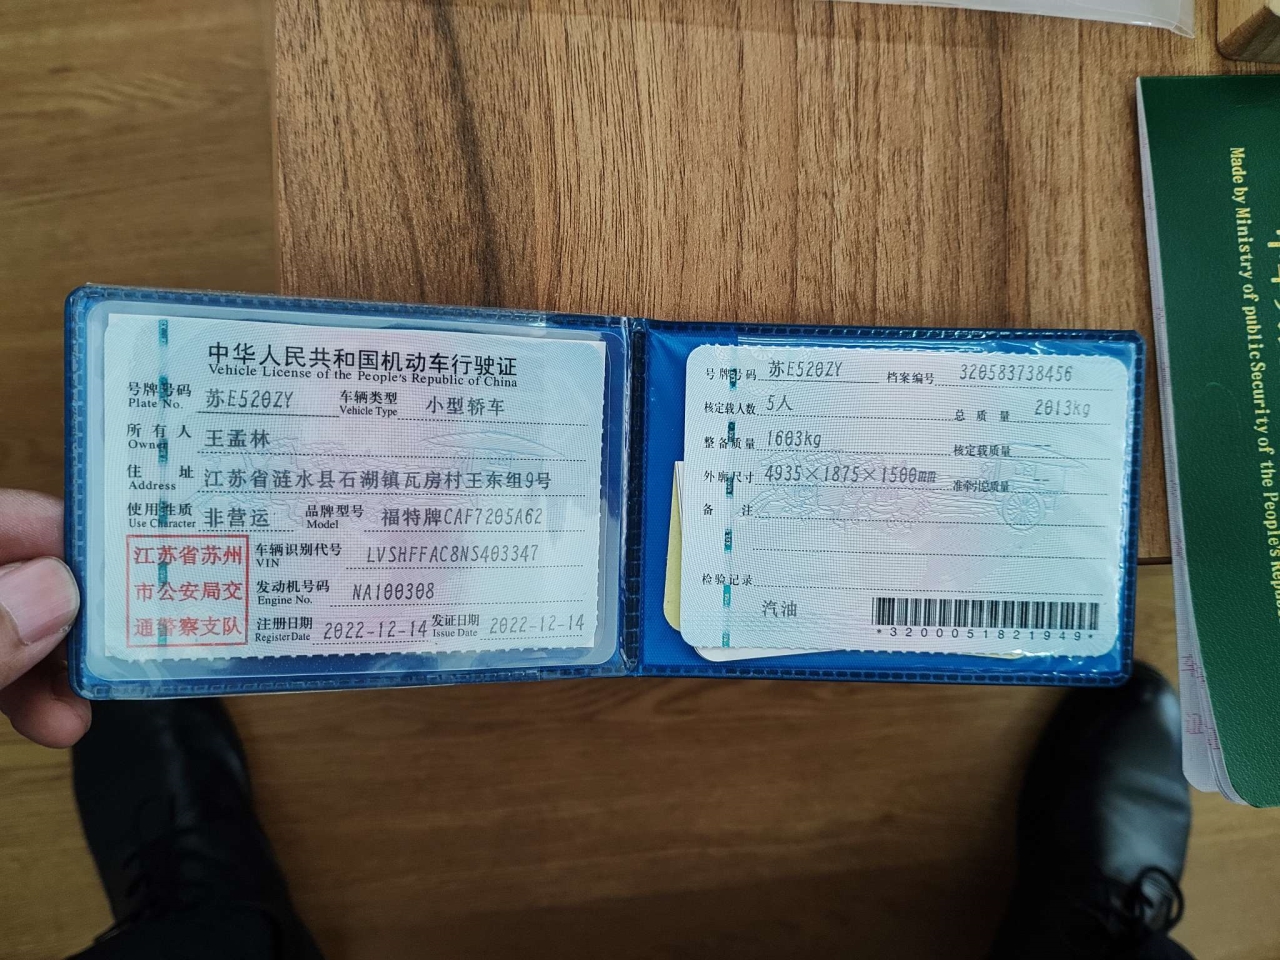 中华人民共和国机动车行驶证
Vehicle License of the People's Republic of China
号牌号码 苏E520ZY 车辆类型 小型轿车
Plate No. Vehicle Type
所有人 王孟林
Owner
住址 江苏省涟水县石湖镇瓦房村王东组9号
Address
使用性质 非营运 品牌型号 福特牌CAF7205A62
Use Character Model
江苏省苏州
市公安局交
通警察支队
车辆识别代号 LVSHFFAC8NS403347
VIN
发动机号码 NA100308
Engine No.
注册日期 2022-12-14 发证日期 2022-12-14
Register Date Issue Date
号牌号码 苏E520ZY 档案编号 320583738456
核定载人数 5人 总质量 2013kg
整备质量 1603kg 核定载质量 --
外廓尺寸 4935×1875×1500mm 准牵引总质量 --
备注
检验记录
汽油
*3200051821949*
Made by Ministry of public Security of the People's Repu